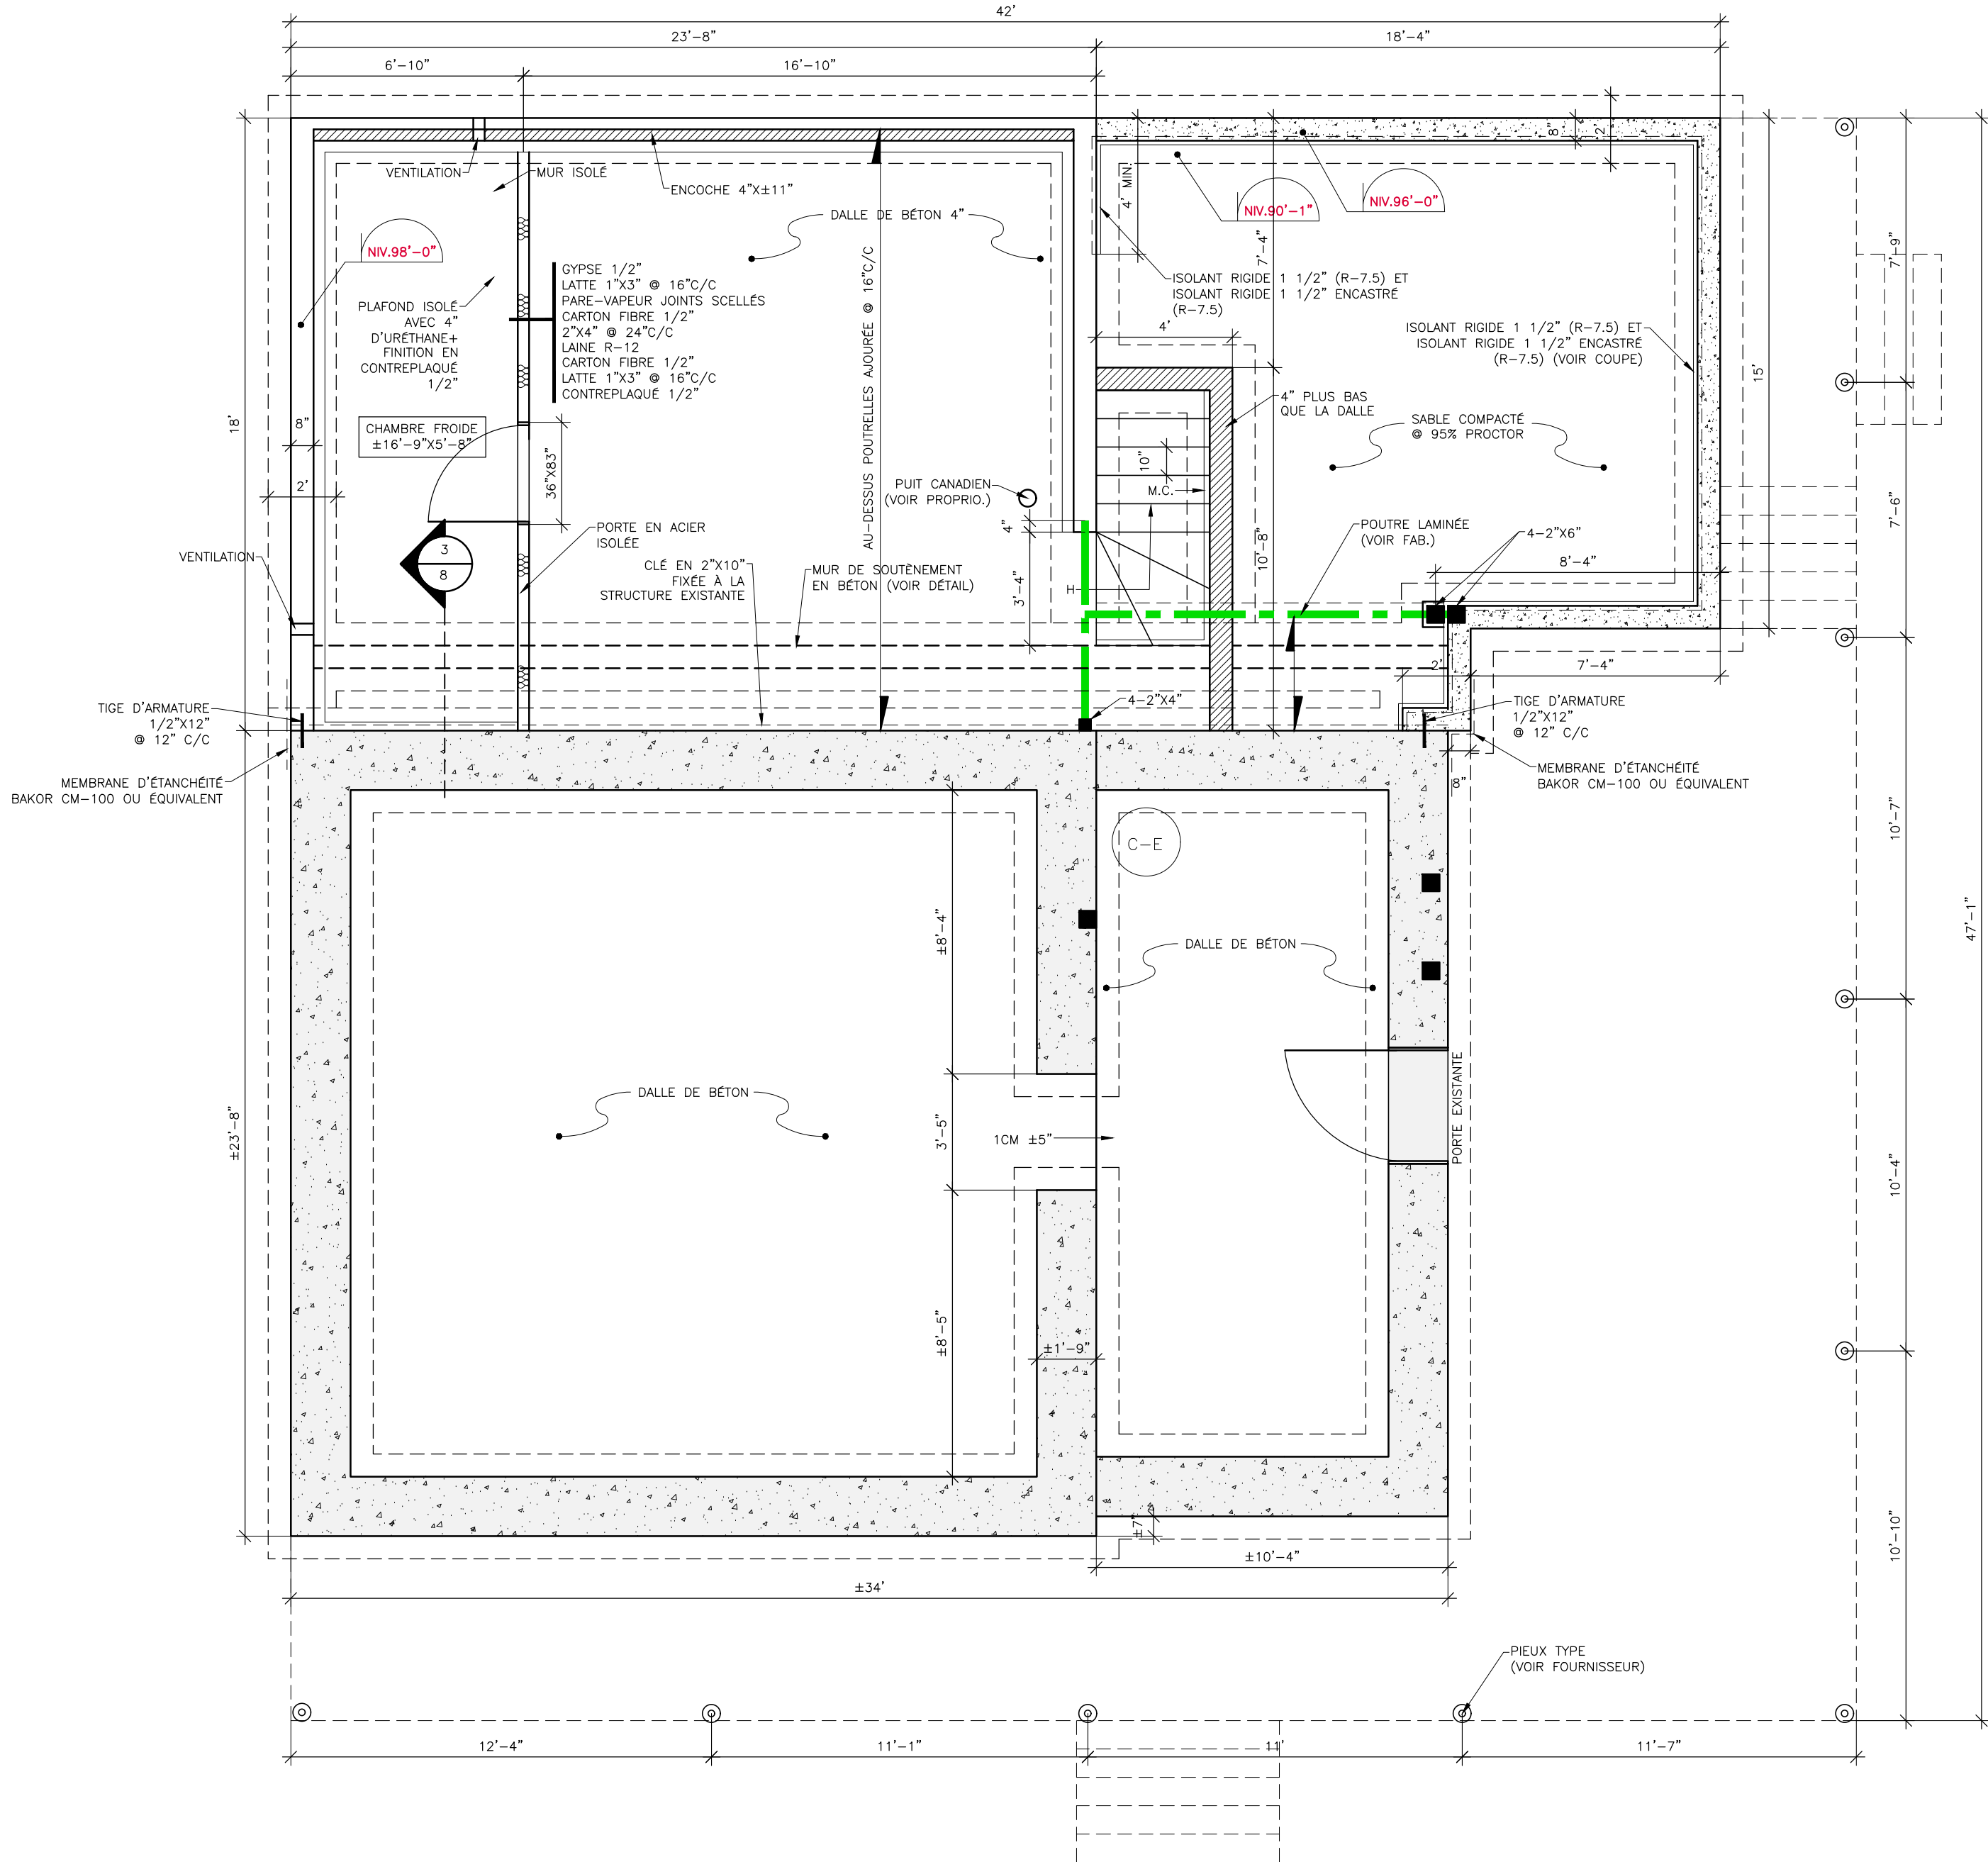 42'
23'-8"
18'-4"
6'-10"
16'-10"
VENTILATION
MUR ISOLÉ
ENCOCHE 4"X±11"
DALLE DE BÉTON 4"
NIV.98'-0"
NIV.90'-1"
NIV.96'-0"
8"
2'
4' MIN.
7'-4"
7'-9"
GYPSE 1/2"
LATTE 1"X3" @ 16"C/C
PARE-VAPEUR JOINTS SCELLÉS
CARTON FIBRE 1/2"
2"X4" @ 24"C/C
LAINE R-12
CARTON FIBRE 1/2"
LATTE 1"X3" @ 16"C/C
CONTREPLAQUÉ 1/2"
PLAFOND ISOLÉ
AVEC 4"
D'URÉTHANE+
FINITION EN
CONTREPLAQUÉ
1/2"
ISOLANT RIGIDE 1 1/2" (R-7.5) ET
ISOLANT RIGIDE 1 1/2" ENCASTRÉ
(R-7.5)
4'
ISOLANT RIGIDE 1 1/2" (R-7.5) ET
ISOLANT RIGIDE 1 1/2" ENCASTRÉ
(R-7.5) (VOIR COUPE)
15'
18'
8"
CHAMBRE FROIDE
±16'-9"X5'-8"
36"X83"
AU-DESSUS POUTRELLES AJOURÉE @ 16"C/C
4" PLUS BAS
QUE LA DALLE
SABLE COMPACTÉ
@ 95% PROCTOR
10"
M.C.
2'
PUIT CANADIEN
(VOIR PROPRIO.)
4"
3'-4"
H
10'-8"
POUTRE LAMINÉE
(VOIR FAB.)
4-2"X6"
8'-4"
7'-6"
PORTE EN ACIER
ISOLÉE
VENTILATION
3
8
CLÉ EN 2"X10"
FIXÉE À LA
STRUCTURE EXISTANTE
MUR DE SOUTÈNEMENT
EN BÉTON (VOIR DÉTAIL)
2'
7'-4"
4-2"X4"
TIGE D'ARMATURE
1/2"X12"
@ 12" C/C
TIGE D'ARMATURE
1/2"X12"
@ 12" C/C
MEMBRANE D'ÉTANCHÉITÉ
BAKOR CM-100 OU ÉQUIVALENT
MEMBRANE D'ÉTANCHÉITÉ
BAKOR CM-100 OU ÉQUIVALENT
8"
10'-7"
47'-1"
C-E
±8'-4"
DALLE DE BÉTON
DALLE DE BÉTON
±23'-8"
3'-5"
1CM ±5"
PORTE EXISTANTE
10'-4"
±8'-5"
±1'-9"
±7"
±10'-4"
±34'
10'-10"
PIEUX TYPE
(VOIR FOURNISSEUR)
12'-4"
11'-1"
11'
11'-7"